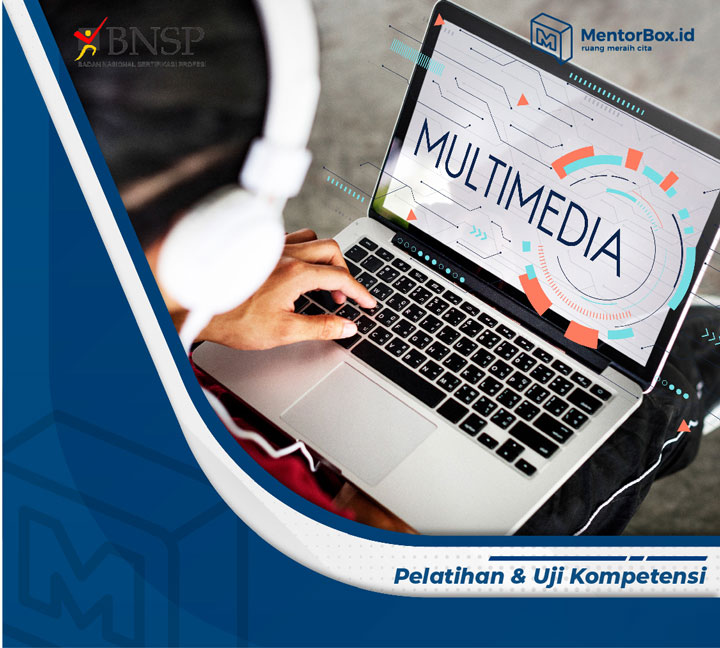 BNSP
BADAN NASIONAL SERTIFIKASI PROFESI
MentorBox.id
ruang meraih cita
MULTIMEDIA
Pelatihan & Uji Kompetensi